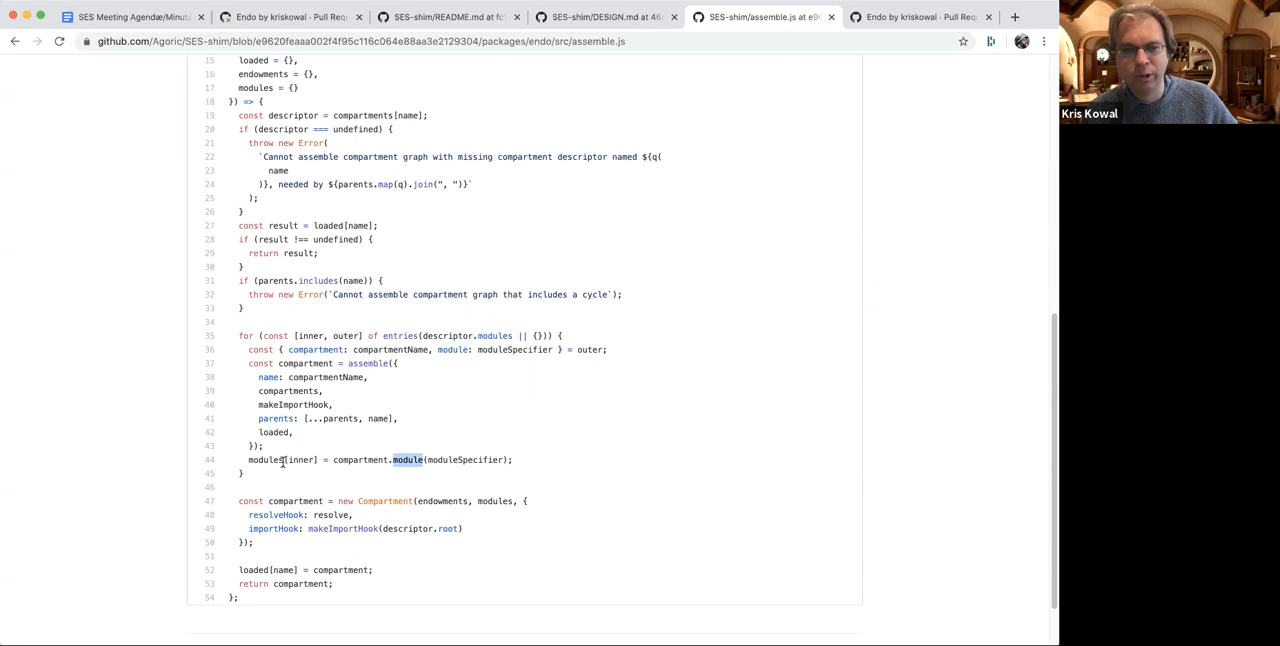 SES Meeting Agendæ/Minuta
Endo by kriskowal · Pull Requ
SES-shim/README.md at fc1
SES-shim/DESIGN.md at 46c
SES-shim/assemble.js at e96
Endo by kriskowal · Pull Requ
github.com/Agoric/SES-shim/blob/e9620feaaa002f4f95c116c064e88aa3e2129304/packages/endo/src/assemble.js
Kris Kowal
15 loaded = {},
16 endowments = {},
17 modules = {}
18 }) => {
19 const descriptor = compartments[name];
20 if (descriptor === undefined) {
21 throw new Error(
22 `Cannot assemble compartment graph with missing compartment descriptor named ${q(
23 name
24 )}, needed by ${parents.map(q).join(", ")}`
25 );
26 }
27 const result = loaded[name];
28 if (result !== undefined) {
29 return result;
30 }
31 if (parents.includes(name)) {
32 throw new Error(`Cannot assemble compartment graph that includes a cycle`);
33 }
34
35 for (const [inner, outer] of entries(descriptor.modules || {})) {
36 const { compartment: compartmentName, module: moduleSpecifier } = outer;
37 const compartment = assemble({
38 name: compartmentName,
39 compartments,
40 makeImportHook,
41 parents: [...parents, name],
42 loaded,
43 });
44 modules[inner] = compartment.module(moduleSpecifier);
45 }
46
47 const compartment = new Compartment(endowments, modules, {
48 resolveHook: resolve,
49 importHook: makeImportHook(descriptor.root)
50 });
51
52 loaded[name] = compartment;
53 return compartment;
54 };